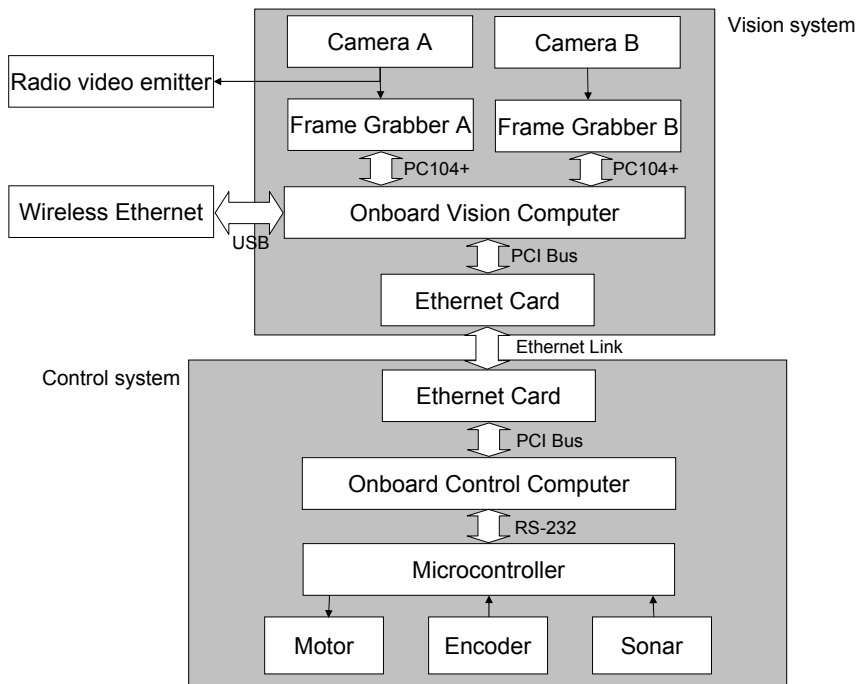 Vision system
Camera A
Camera B
Radio video emitter
Frame Grabber A
Frame Grabber B
PC104+
PC104+
Wireless Ethernet
Onboard Vision Computer
USB
PCI Bus
Ethernet Card
Ethernet Link
Control system
Ethernet Card
PCI Bus
Onboard Control Computer
RS-232
Microcontroller
Motor
Encoder
Sonar